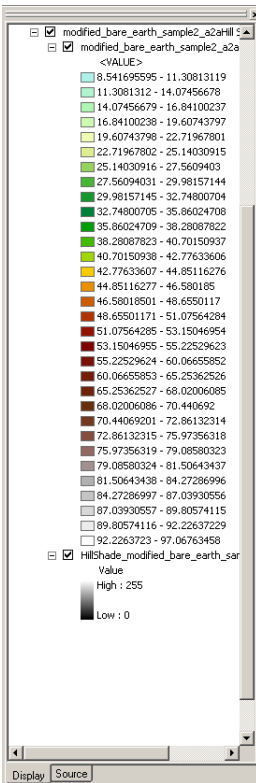 modified_bare_earth_sample2_a2aHill S
modified_bare_earth_sample2_a2a
<VALUE>
8.541695595 - 11.30813119
11.3081312 - 14.07456678
14.07456679 - 16.84100237
16.84100238 - 19.60743797
19.60743798 - 22.71967801
22.71967802 - 25.14030915
25.14030916 - 27.5609403
27.56094031 - 29.98157144
29.98157145 - 32.74800704
32.74800705 - 35.86024708
35.86024709 - 38.28087822
38.28087823 - 40.70150937
40.70150938 - 42.77633606
42.77633607 - 44.85116276
44.85116277 - 46.580185
46.58018501 - 48.6550117
48.65501171 - 51.07564284
51.07564285 - 53.15046954
53.15046955 - 55.22529623
55.22529624 - 60.06655852
60.06655853 - 65.25362526
65.25362527 - 68.02006085
68.02006086 - 70.440692
70.44069201 - 72.86132314
72.86132315 - 75.97356318
75.97356319 - 79.08580323
79.08580324 - 81.50643437
81.50643438 - 84.27286996
84.27286997 - 87.03930556
87.03930557 - 89.80574115
89.80574116 - 92.22637229
92.2263723 - 97.06763458
HillShade_modified_bare_earth_sar
Value
High : 255
Low : 0
Display Source